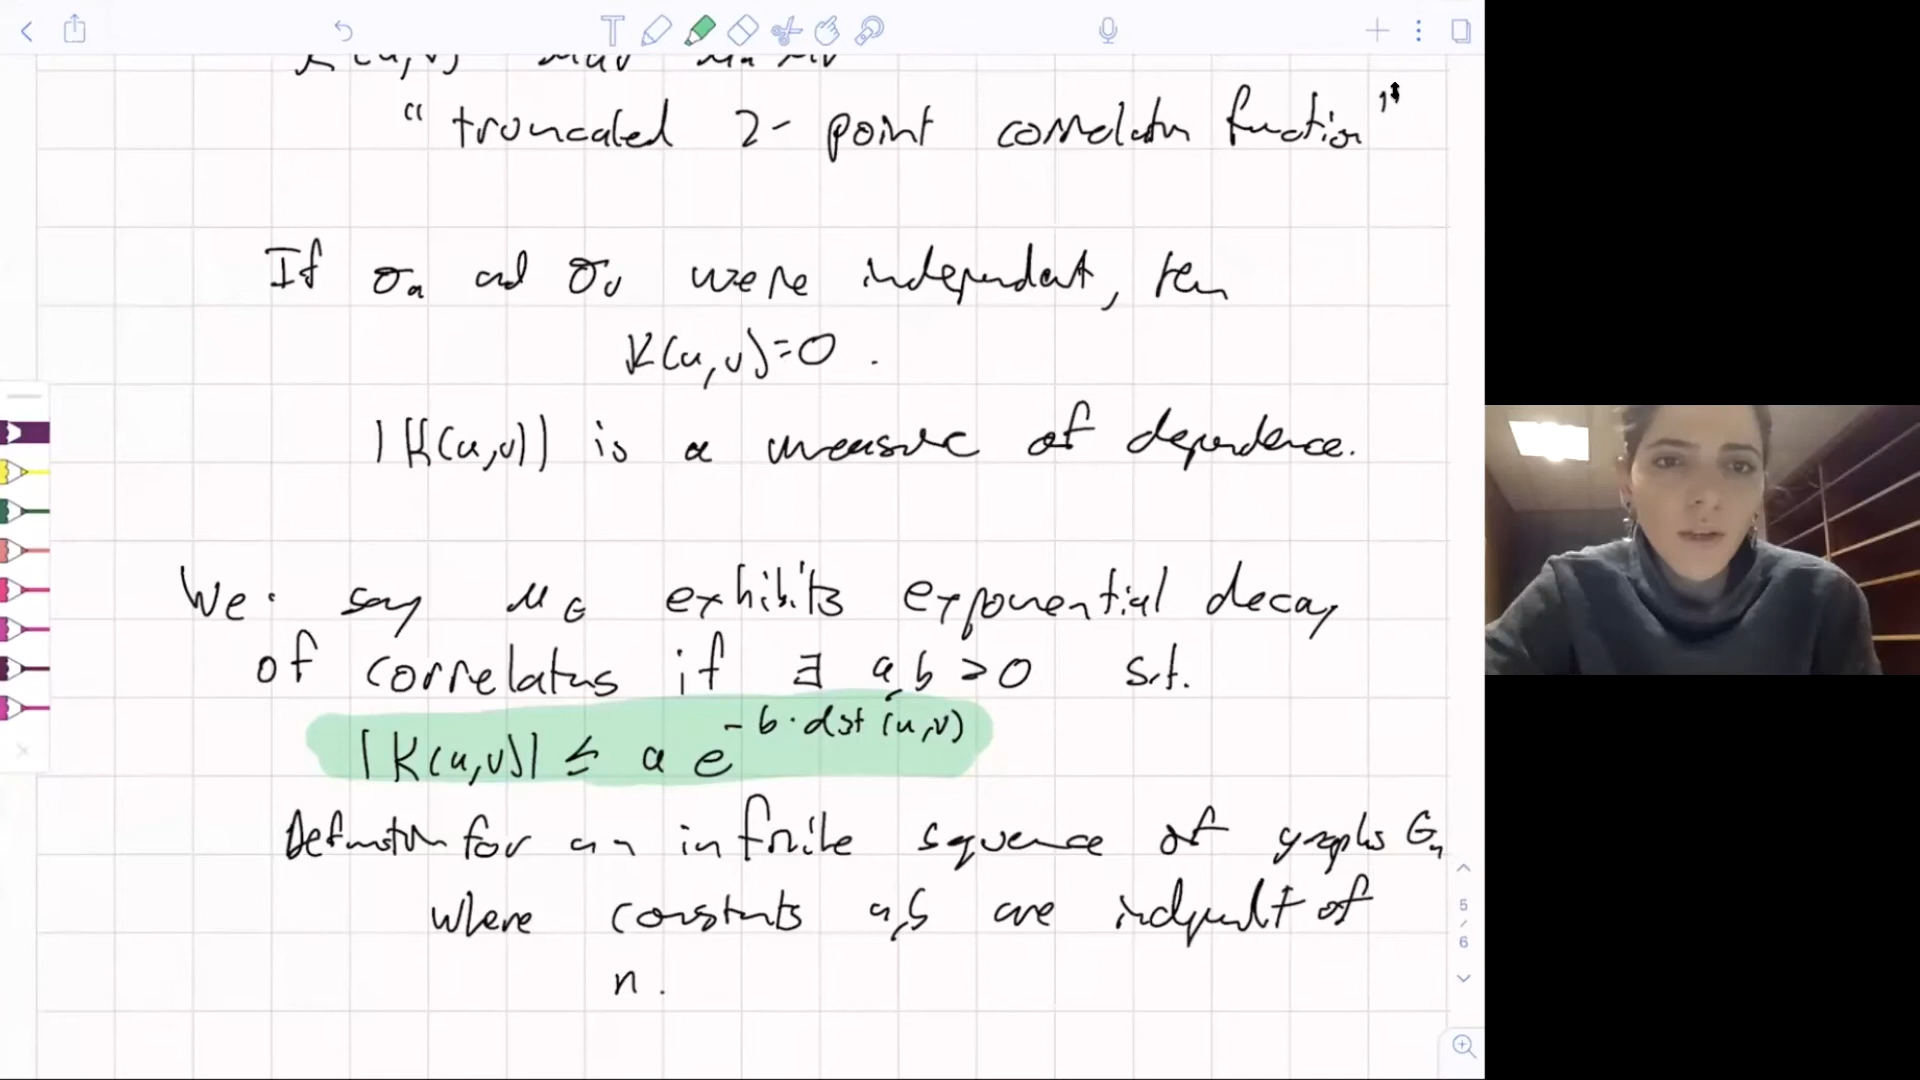 "truncated 2-point correlation function"
If σu and σv were independent, then
K(u,v)=0.
|K(u,v)| is a measure of dependence.
We say μG exhibits exponential decay
of correlations if ∃ a,b >0 s.t.
|K(u,v)| ≤ a e^{-b·dist(u,v)}
Definition for an infinite sequence of graphs Gn
where constants a,b are independent of
n.
5
/
6